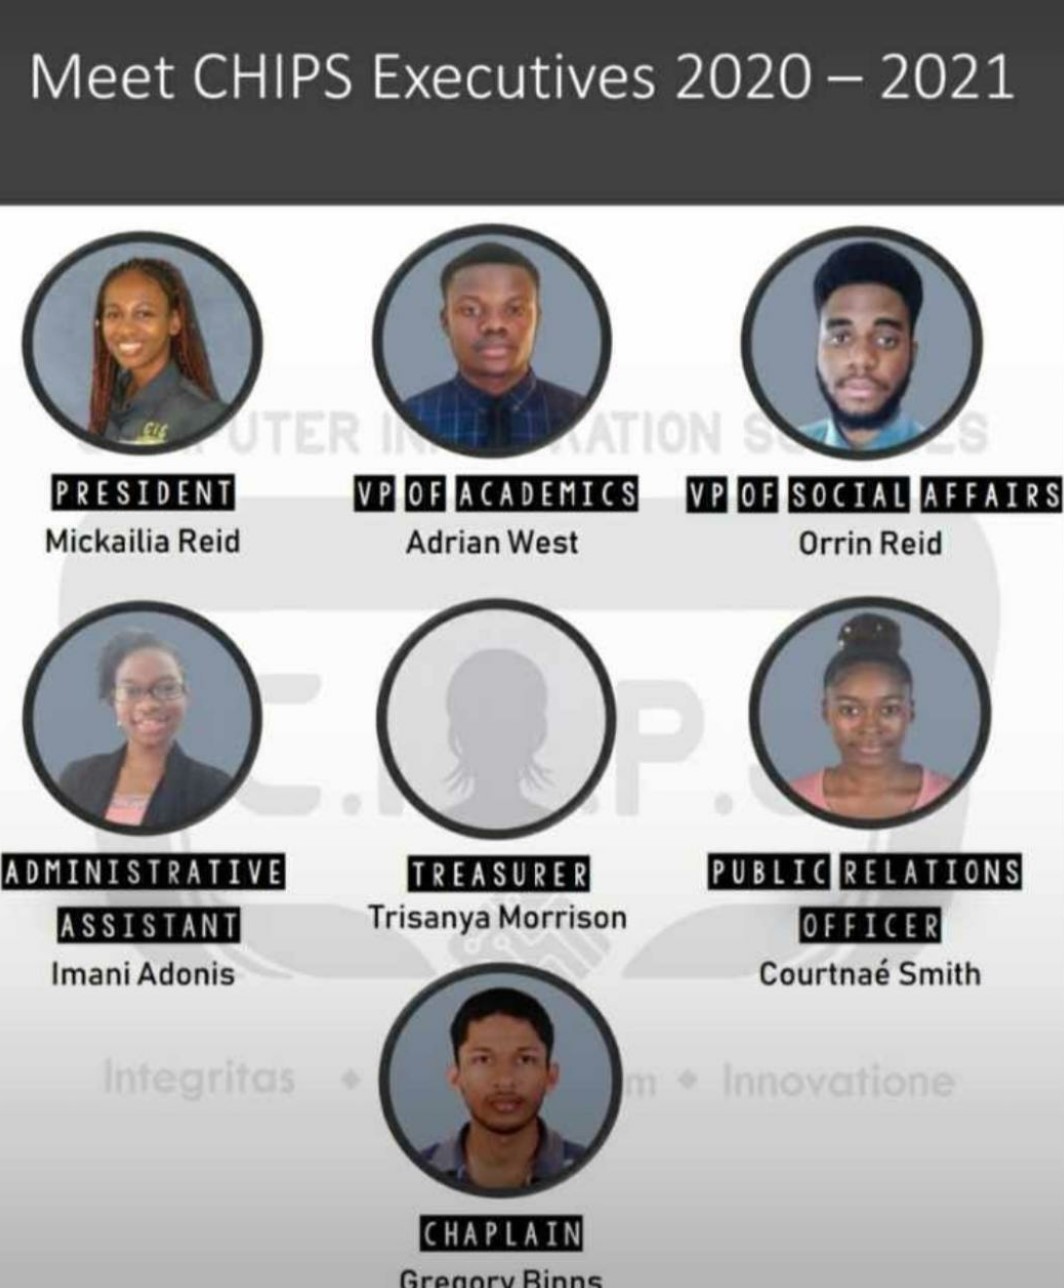 Meet CHIPS Executives 2020 – 2021
PRESIDENT
Mickailia Reid
VP OF ACADEMICS
Adrian West
VP OF SOCIAL AFFAIRS
Orrin Reid
ADMINISTRATIVE
ASSISTANT
Imani Adonis
TREASURER
Trisanya Morrison
PUBLIC RELATIONS
OFFICER
Courtnaé Smith
Integritas ◆ ◆ Innovatione
CHAPLAIN
Gregory Binns